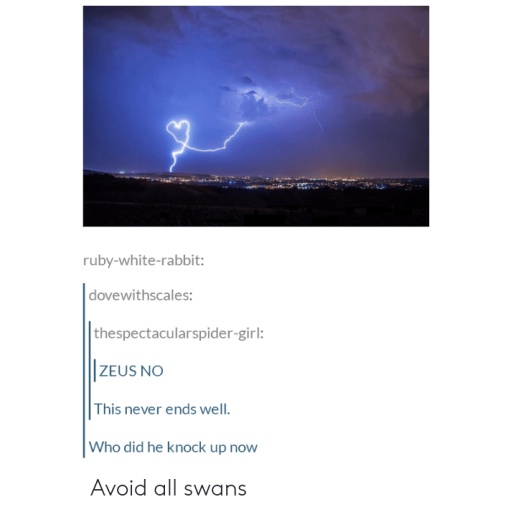 ruby-white-rabbit:
dovewithscales:
thespectacularspider-girl:
ZEUS NO
This never ends well.
Who did he knock up now
Avoid all swans